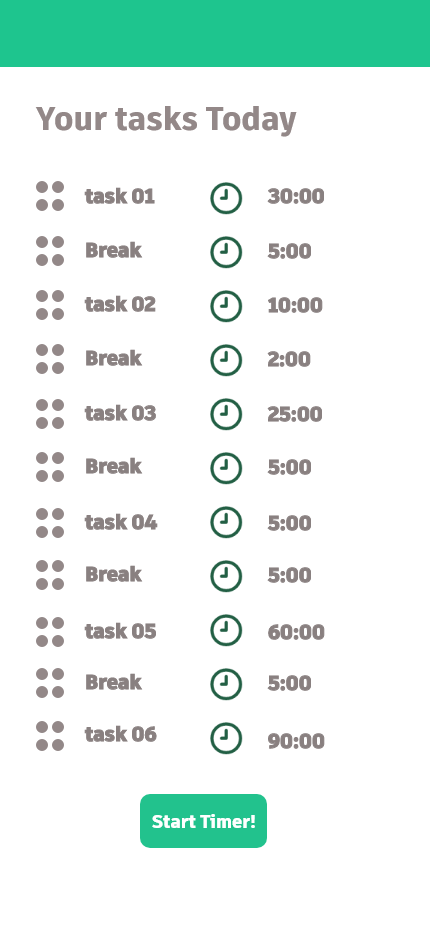 Your tasks Today
task 01 30:00
Break 5:00
task 02 10:00
Break 2:00
task 03 25:00
Break 5:00
task 04 5:00
Break 5:00
task 05 60:00
Break 5:00
task 06 90:00
Start Timer!